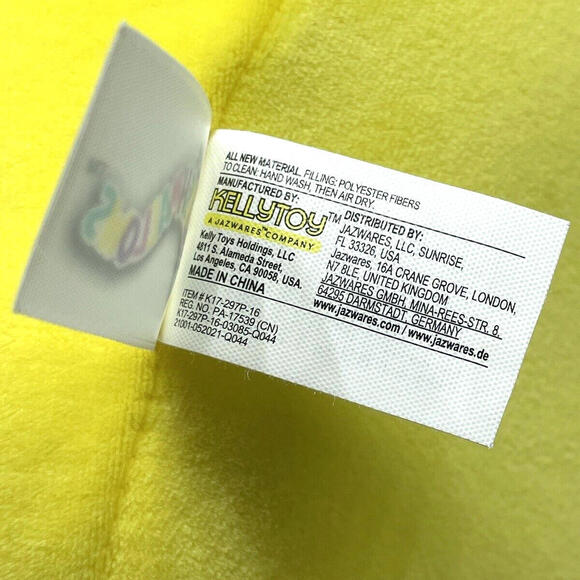 ALL NEW MATERIAL. FILLING: POLYESTER FIBERS
TO CLEAN: HAND WASH, THEN AIR DRY.
MANUFACTURED BY:
KELLYTOY™
A JAZWARES™ COMPANY
Kelly Toys Holdings, LLC
4811 S. Alameda Street,
Los Angeles, CA 90058, USA.
MADE IN CHINA
ITEM # K17-297P-16
REG. NO. PA-17539 (CN)
K17-297P-16-03085-Q044
21001-052021-Q044
DISTRIBUTED BY:
JAZWARES, LLC, SUNRISE,
FL 33326, USA
Jazwares, 16A CRANE GROVE, LONDON,
N7 8LE, UNITED KINGDOM
JAZWARES GMBH, MINA-REES-STR. 8,
64295 DARMSTADT, GERMANY
www.jazwares.com / www.jazwares.de